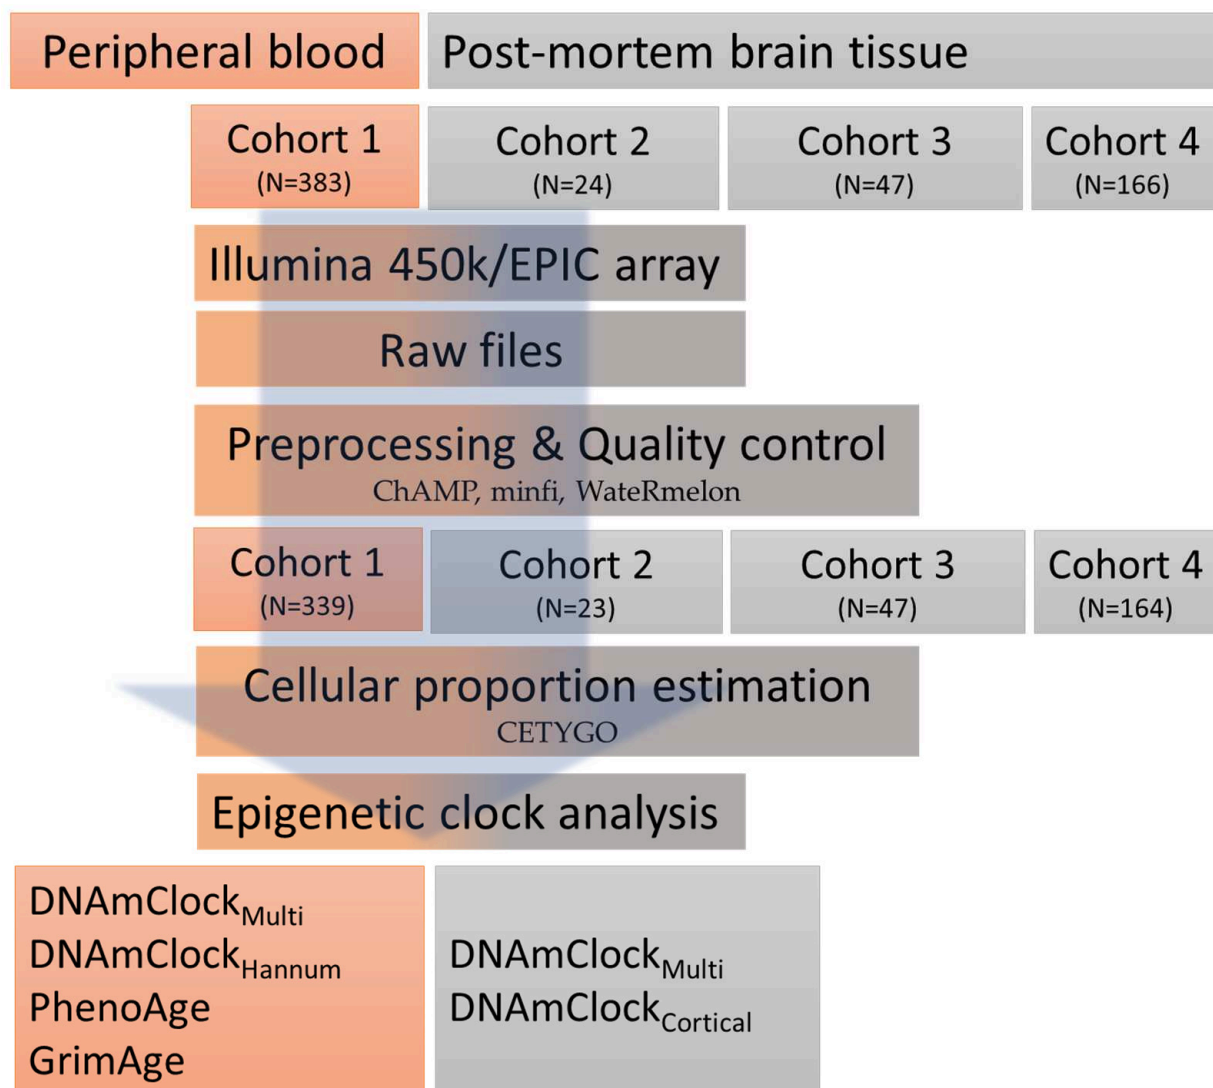 Peripheral blood
Post-mortem brain tissue
Cohort 1
(N=383)
Cohort 2
(N=24)
Cohort 3
(N=47)
Cohort 4
(N=166)
Illumina 450k/EPIC array
Raw files
Preprocessing & Quality control
ChAMP, minfi, WateRmelon
Cohort 1
(N=339)
Cohort 2
(N=23)
Cohort 3
(N=47)
Cohort 4
(N=164)
Cellular proportion estimation
CETYGO
Epigenetic clock analysis
DNAmClockMulti
DNAmClockHannum
PhenoAge
GrimAge
DNAmClockMulti
DNAmClockCortical